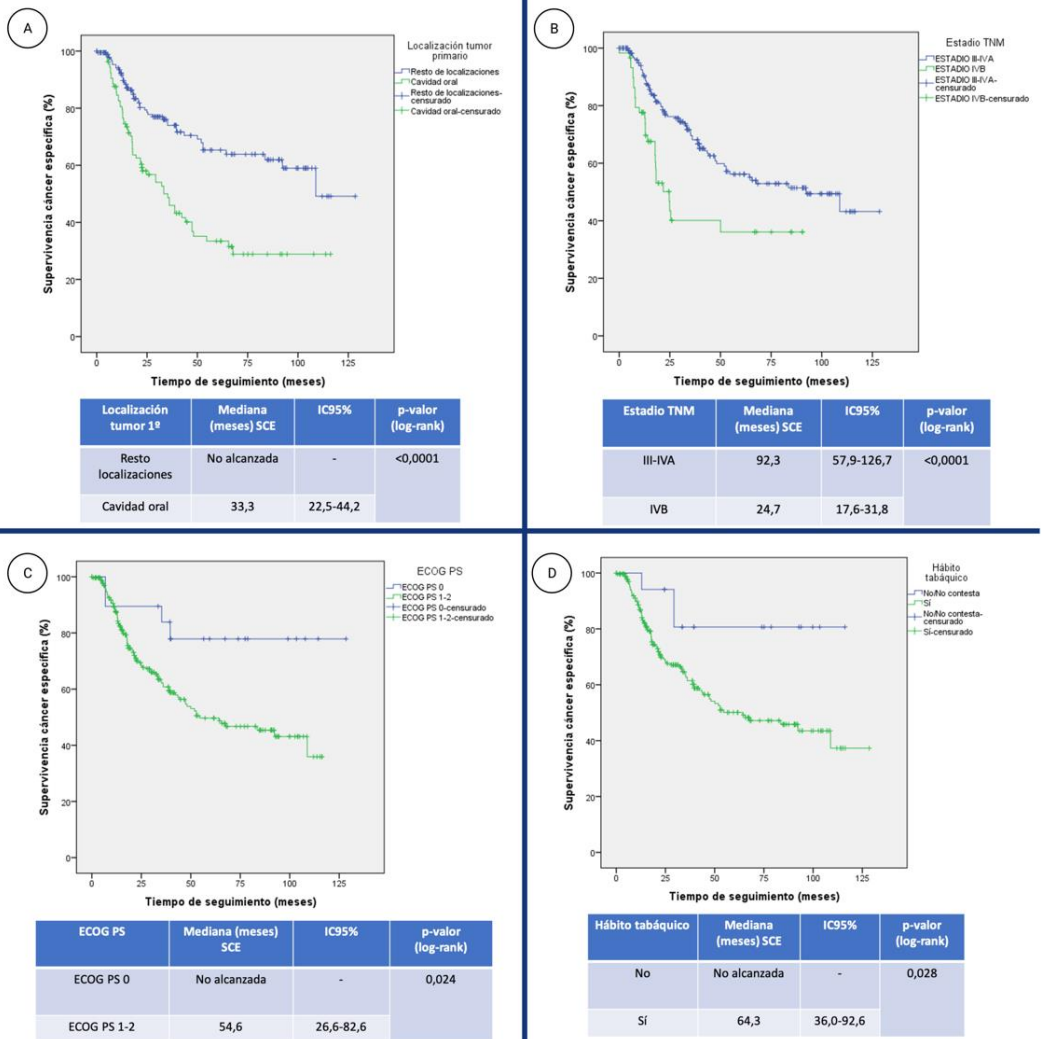 A
Localización tumor
primario
Resto de localizaciones
Cavidad oral
Resto de localizaciones-
censurado
Cavidad oral-censurado
Supervivencia cáncer específica (%)
100
80
60
40
20
0
0 25 50 75 100 125
Tiempo de seguimiento (meses)
Localización tumor 1º Mediana (meses) SCE IC95% p-valor (log-rank)
Resto localizaciones No alcanzada - <0,0001
Cavidad oral 33,3 22,5-44,2
B
Estadio TNM
ESTADIO III-IVA
ESTADIO IVB
ESTADIO III-IVA-
censurado
ESTADIO IVB-censurado
Supervivencia cáncer específica (%)
100
80
60
40
20
0
0 25 50 75 100 125
Tiempo de seguimiento (meses)
Estadio TNM Mediana (meses) SCE IC95% p-valor (log-rank)
III-IVA 92,3 57,9-126,7 <0,0001
IVB 24,7 17,6-31,8
C
ECOG PS
ECOG PS 0
ECOG PS 1-2
ECOG PS 0-censurado
ECOG PS 1-2-censurado
Supervivencia cáncer específica (%)
100
80
60
40
20
0
0 25 50 75 100 125
Tiempo de seguimiento (meses)
ECOG PS Mediana (meses) SCE IC95% p-valor (log-rank)
ECOG PS 0 No alcanzada - 0,024
ECOG PS 1-2 54,6 26,6-82,6
D
Hábito
tabáquico
No/No contesta
Sí
No/No contesta-
censurado
Sí-censurado
Supervivencia cáncer específica (%)
100
80
60
40
20
0
0 25 50 75 100 125
Tiempo de seguimiento (meses)
Hábito tabáquico Mediana (meses) SCE IC95% p-valor (log-rank)
No No alcanzada - 0,028
Sí 64,3 36,0-92,6